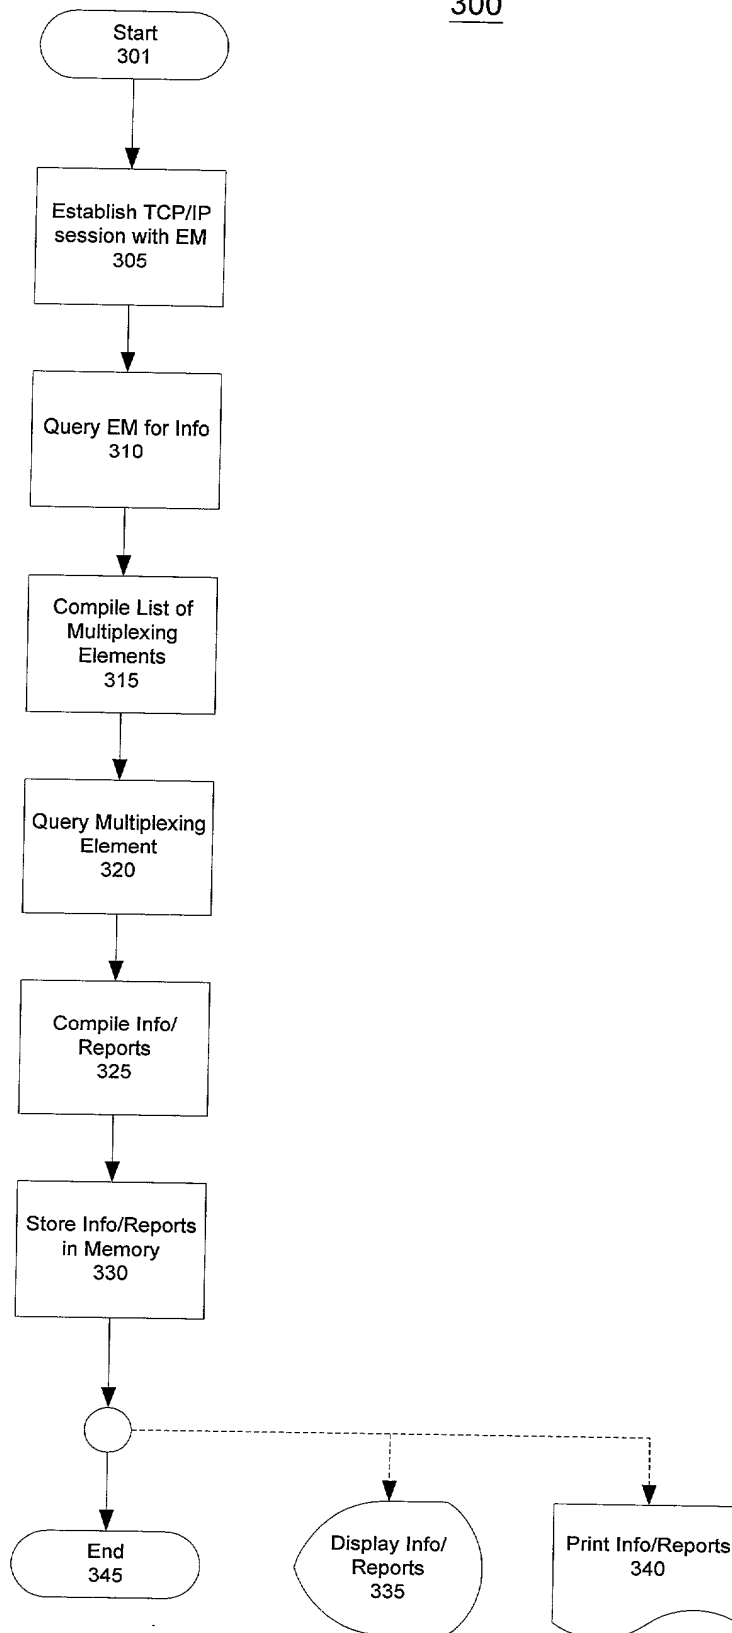 300
Start
301
Establish TCP/IP
session with EM
305
Query EM for Info
310
Compile List of
Multiplexing
Elements
315
Query Multiplexing
Element
320
Compile Info/
Reports
325
Store Info/Reports
in Memory
330
End
345
Display Info/
Reports
335
Print Info/Reports
340